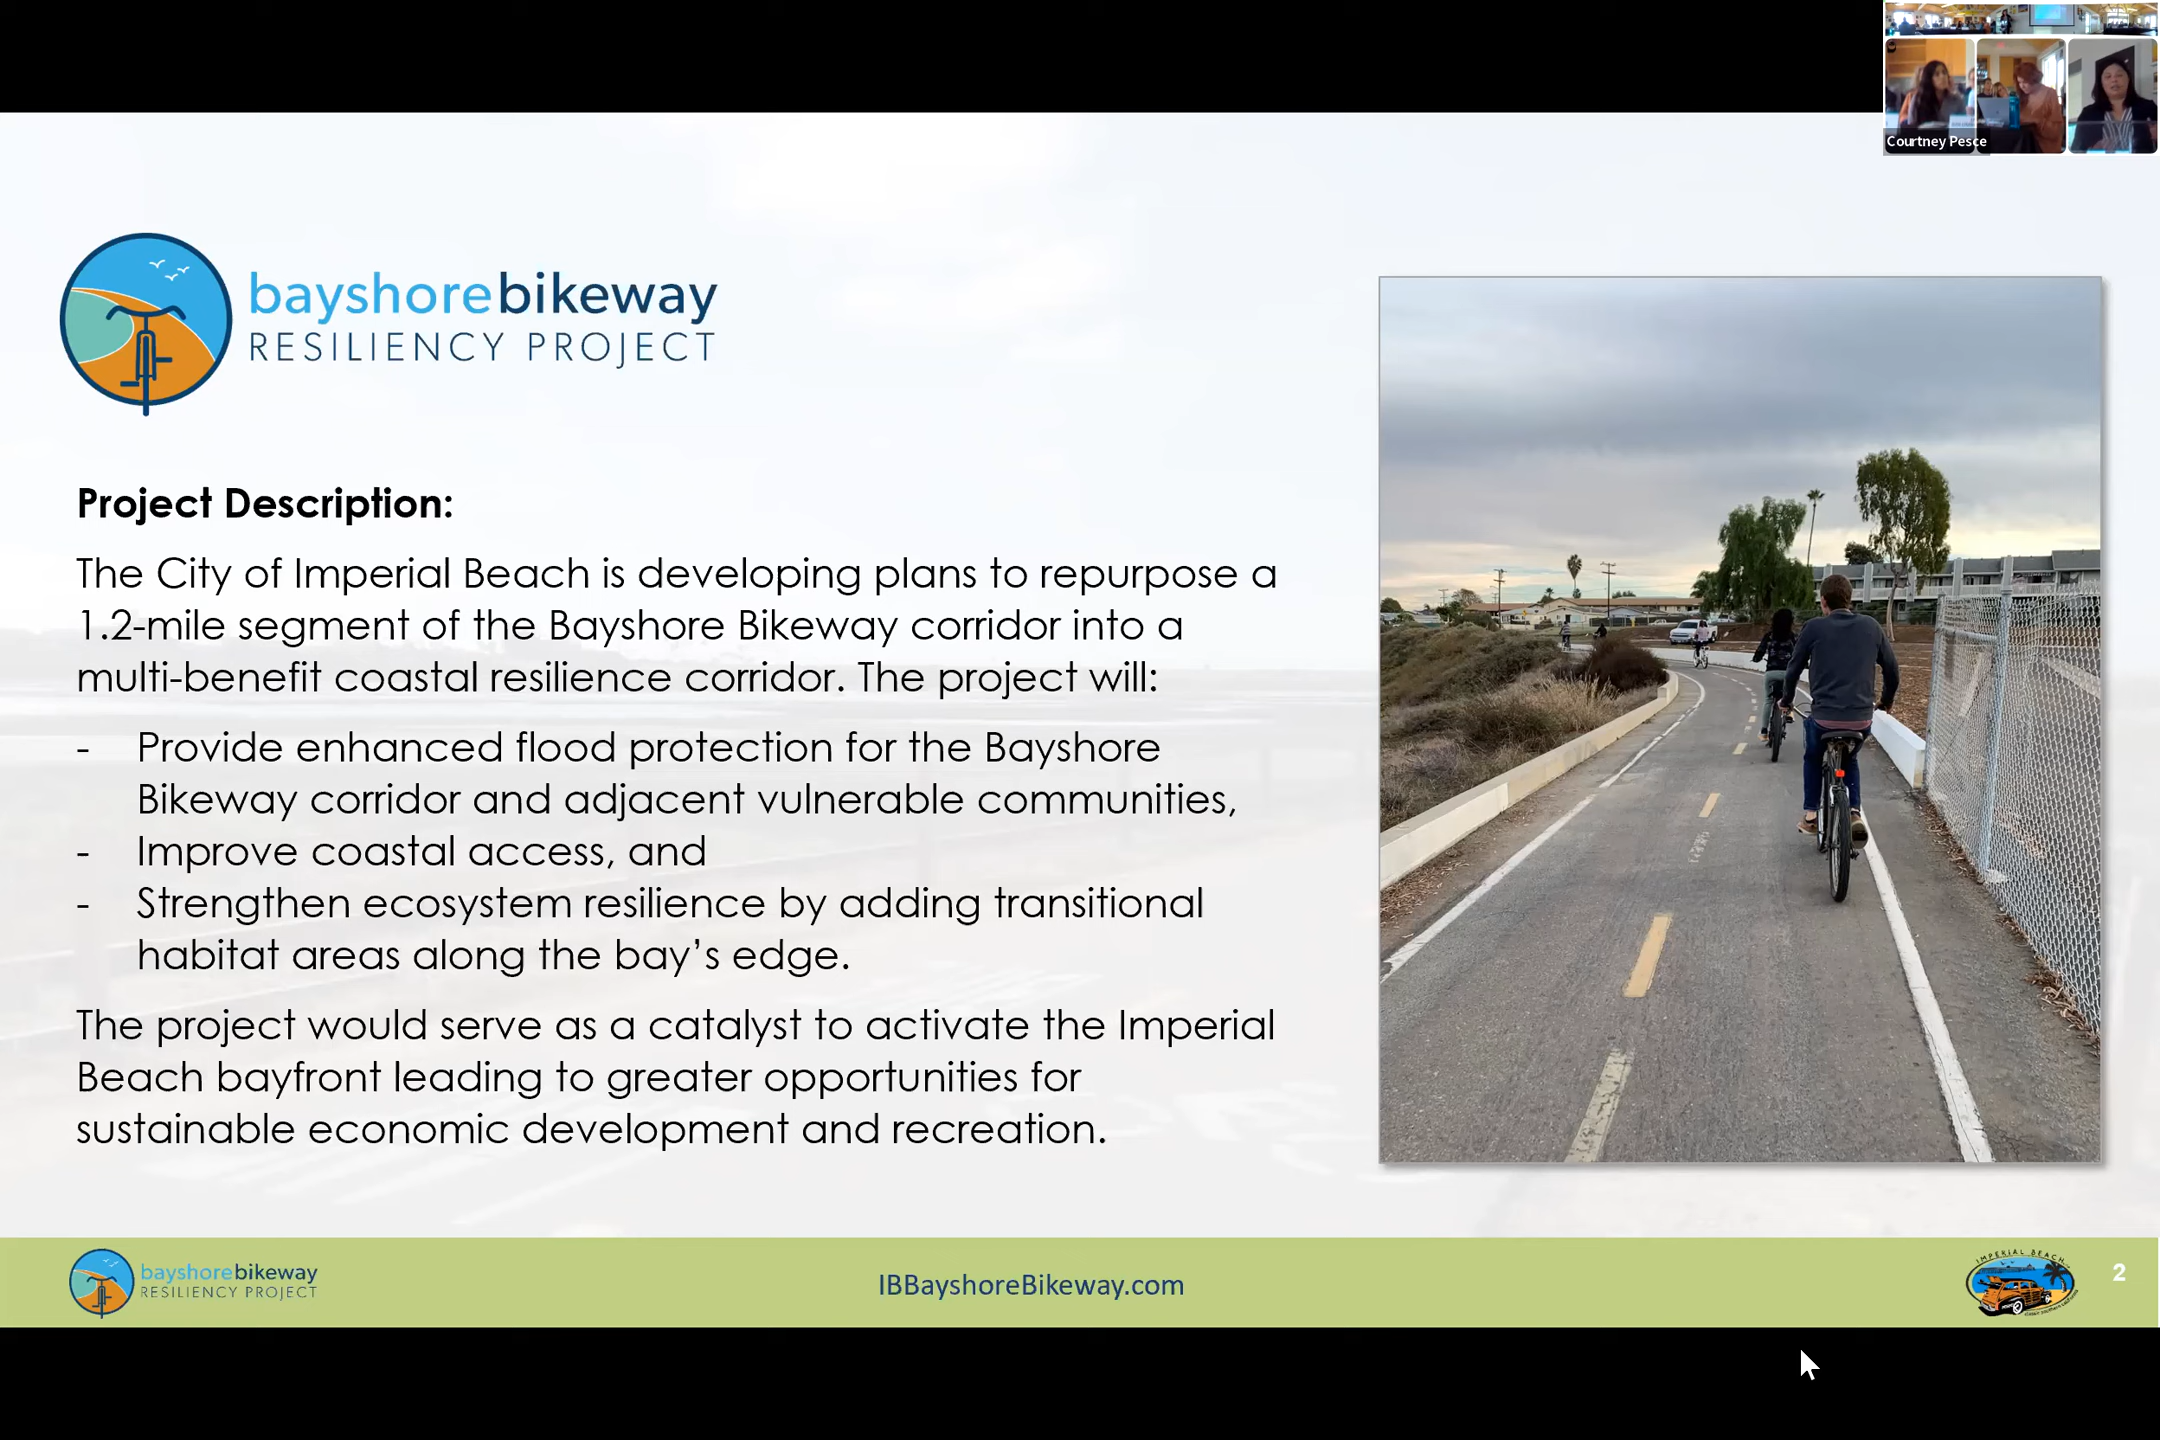 Courtney Pesce
bayshorebikeway
RESILIENCY PROJECT
Project Description:
The City of Imperial Beach is developing plans to repurpose a
1.2-mile segment of the Bayshore Bikeway corridor into a
multi-benefit coastal resilience corridor. The project will:
- Provide enhanced flood protection for the Bayshore
Bikeway corridor and adjacent vulnerable communities,
- Improve coastal access, and
- Strengthen ecosystem resilience by adding transitional
habitat areas along the bay’s edge.
The project would serve as a catalyst to activate the Imperial
Beach bayfront leading to greater opportunities for
sustainable economic development and recreation.
bayshorebikeway
RESILIENCY PROJECT
IBBayshoreBikeway.com
IMPERIAL BEACH
2